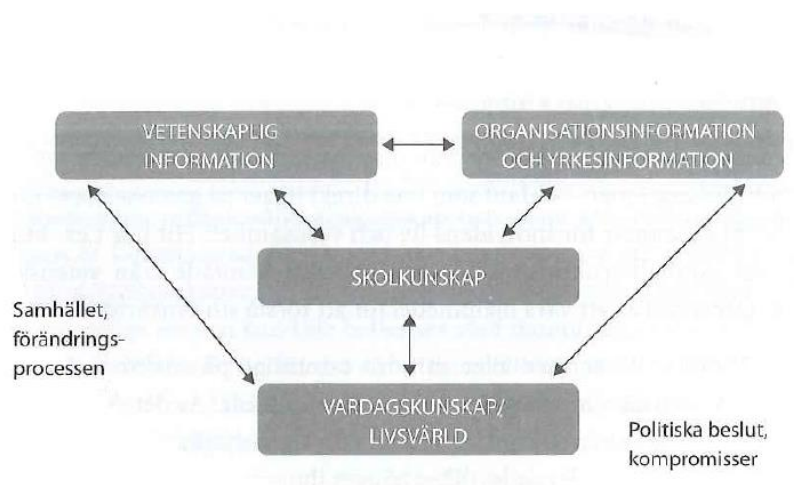 VETENSKAPLIG
INFORMATION
ORGANISATIONSINFORMATION
OCH YRKESINFORMATION
SKOLKUNSKAP
Samhället,
förändrings-
processen
VARDAGSKUNSKAP/
LIVSVÄRLD
Politiska beslut,
kompromisser